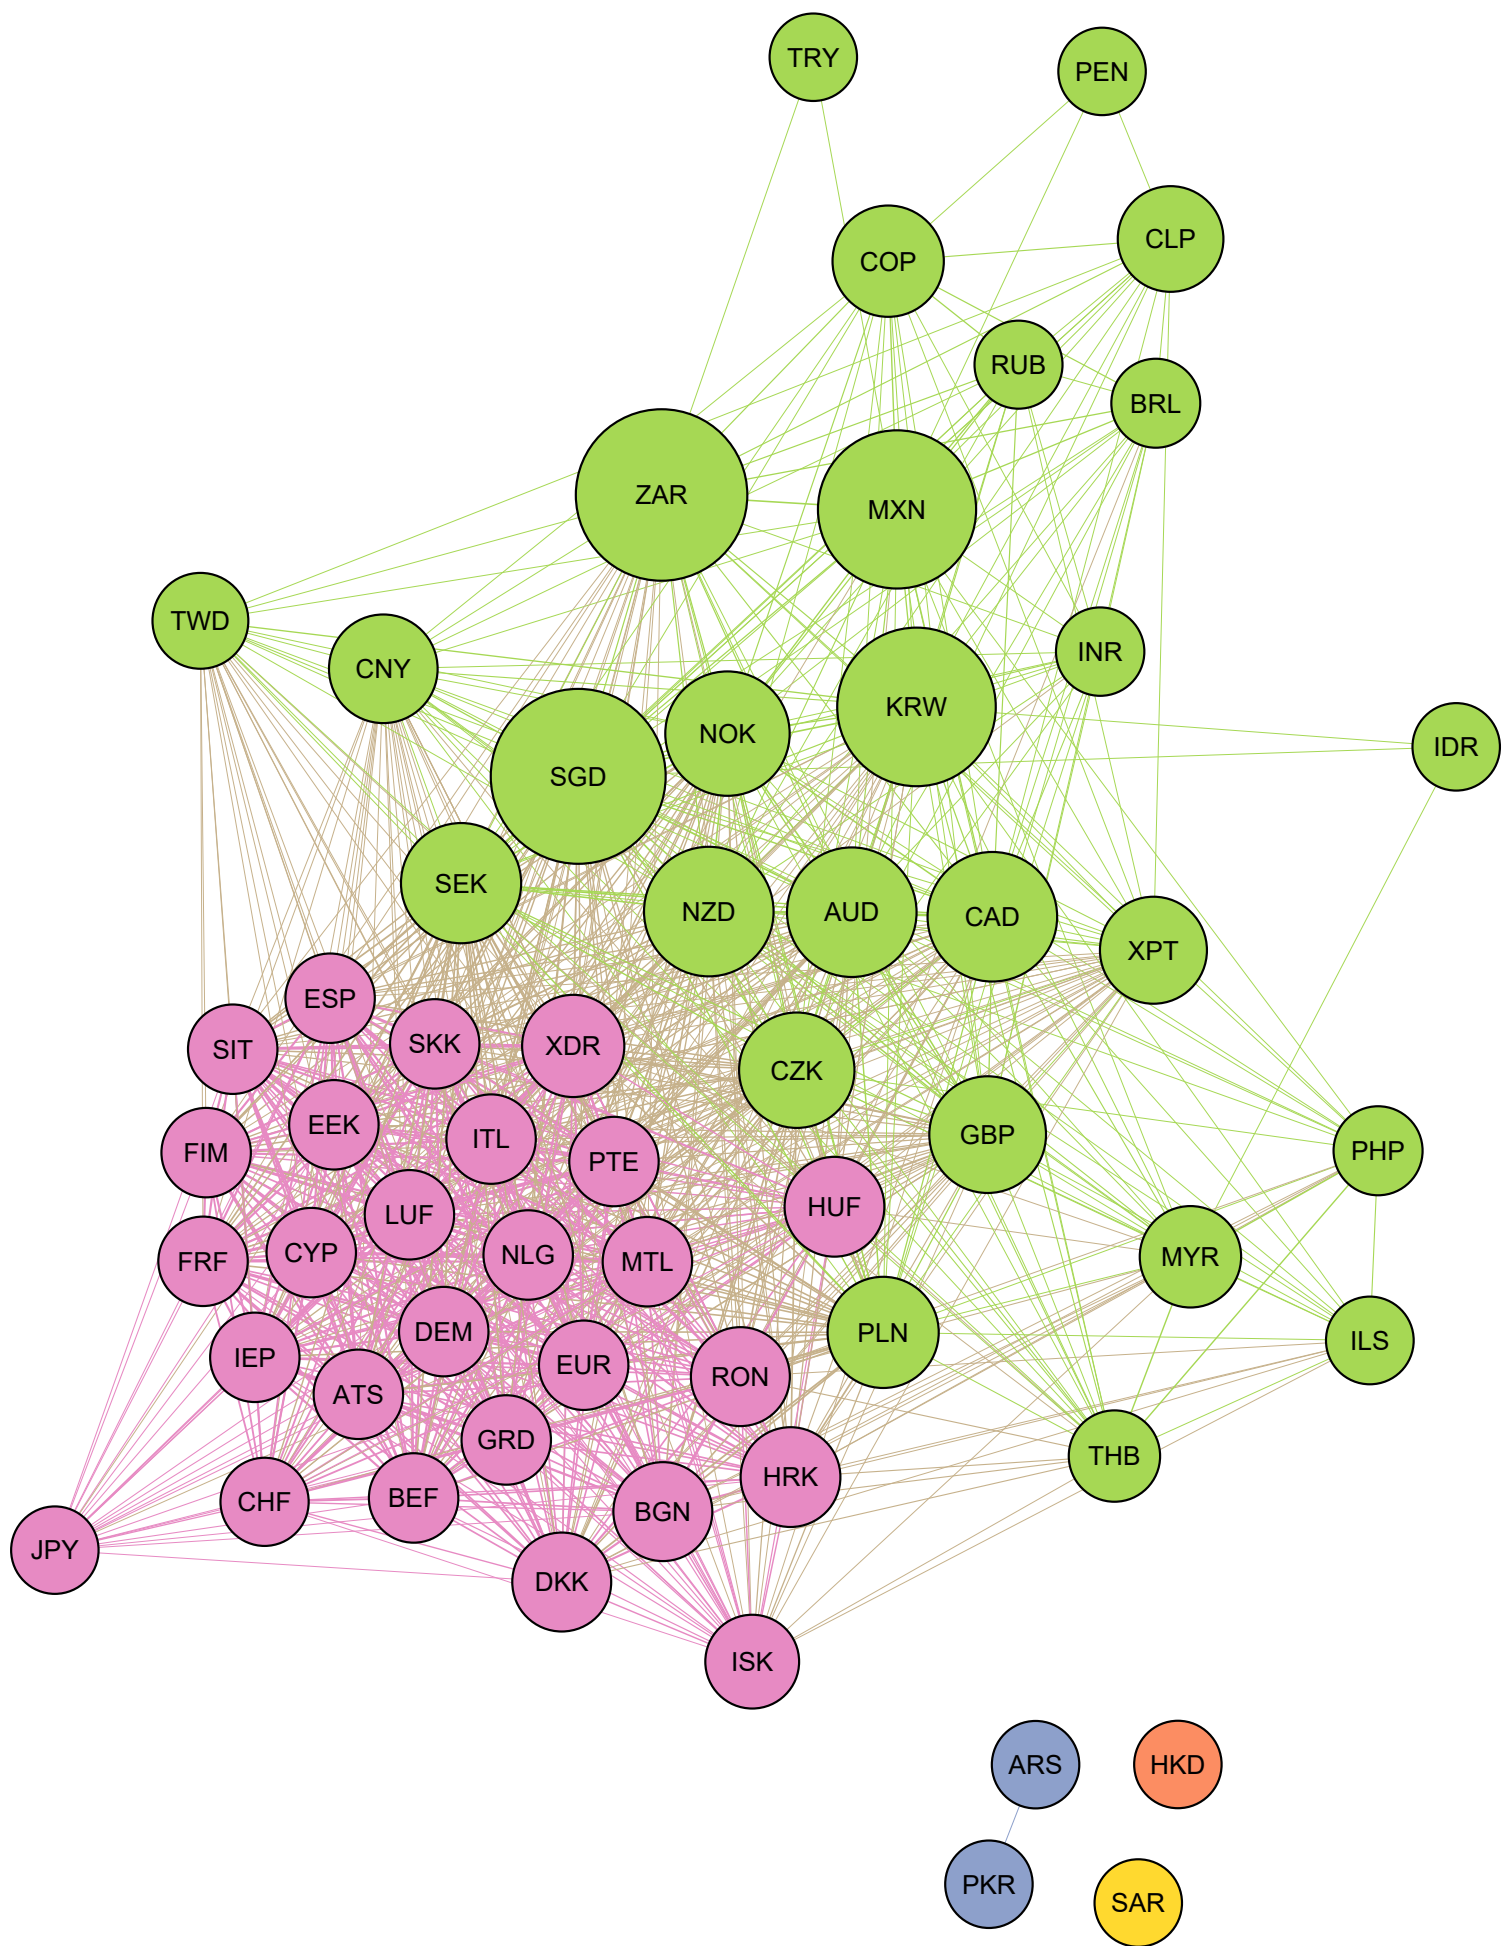 TRY
PEN
CLP
COP
RUB
BRL
ZAR
MXN
TWD
CNY
INR
KRW
NOK
IDR
SGD
SEK
NZD
AUD
CAD
XPT
ESP
SIT
SKK
XDR
CZK
EEK
ITL
GBP
FIM
PTE
PHP
LUF
HUF
FRF
CYP
NLG
MTL
MYR
DEM
PLN
ILS
IEP
EUR
RON
ATS
GRD
THB
HRK
CHF
BEF
BGN
JPY
DKK
ISK
ARS
HKD
PKR
SAR